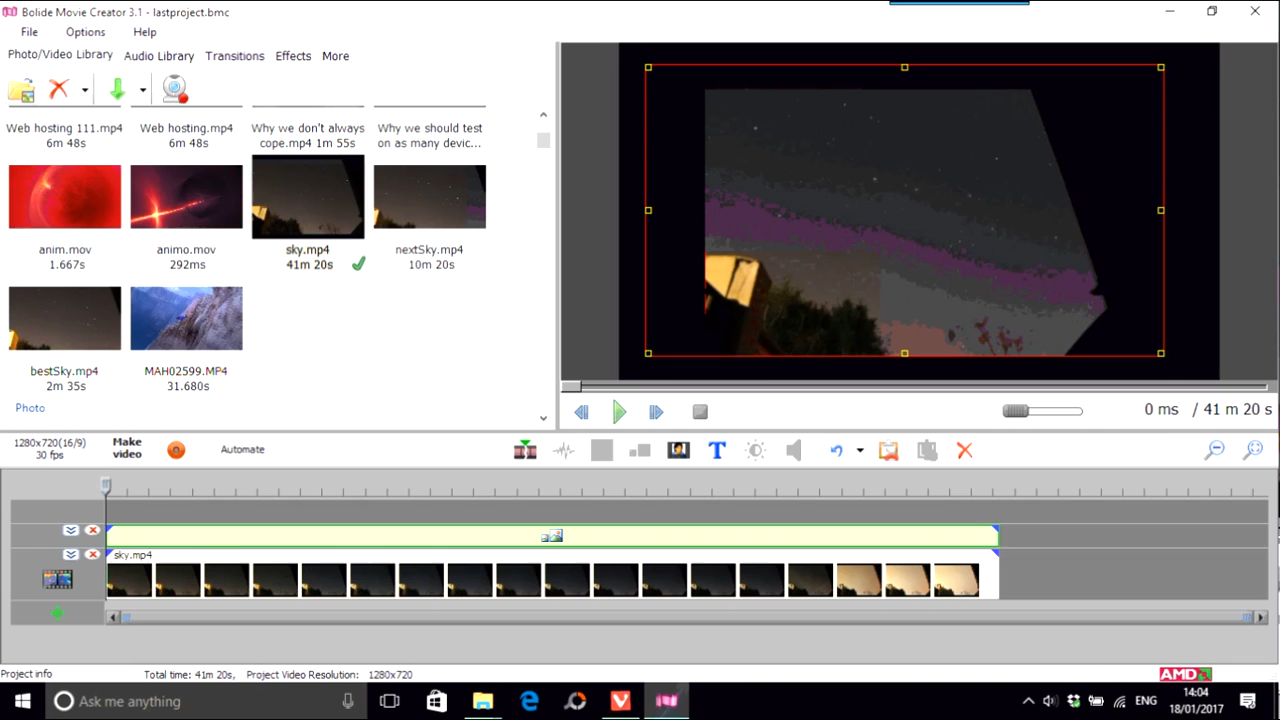 Bolide Movie Creator 3.1 - lastproject.bmc
File Options Help
Photo/Video Library Audio Library Transitions Effects More
Web hosting 111.mp4
6m 48s
Web hosting.mp4
6m 48s
Why we don't always
cope.mp4 1m 55s
Why we should test
on as many devic...
anim.mov
1.667s
animo.mov
292ms
sky.mp4
41m 20s
nextSky.mp4
10m 20s
bestSky.mp4
2m 35s
MAH02599.MP4
31.680s
Photo
0 ms / 41 m 20 s
1280x720(16/9)
30 fps
Make
video
Automate
T
sky.mp4
Project info Total time: 41m 20s, Project Video Resolution: 1280x720
AMD
Ask me anything
ENG
14:04
18/01/2017